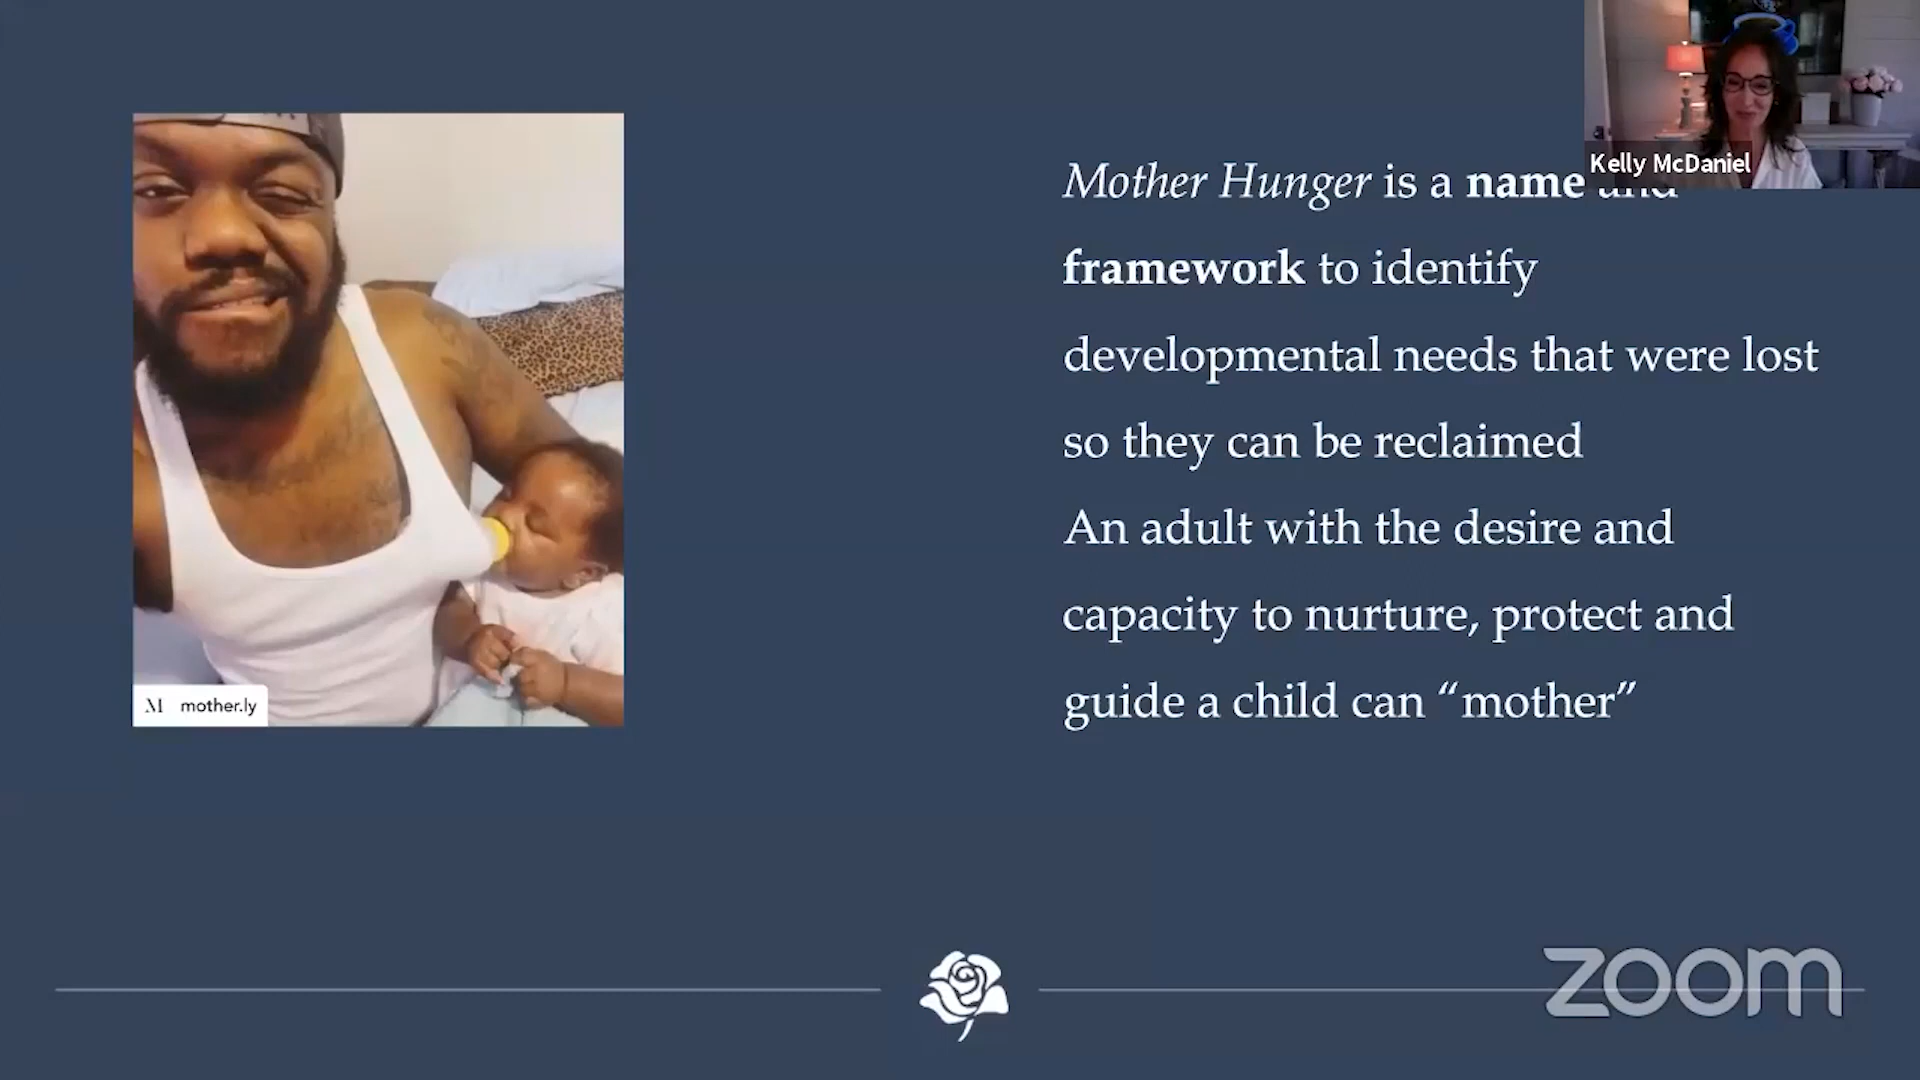 Kelly McDaniel
Mother Hunger is a name and
framework to identify
developmental needs that were lost
so they can be reclaimed
An adult with the desire and
capacity to nurture, protect and
guide a child can “mother”
M mother.ly
zoom